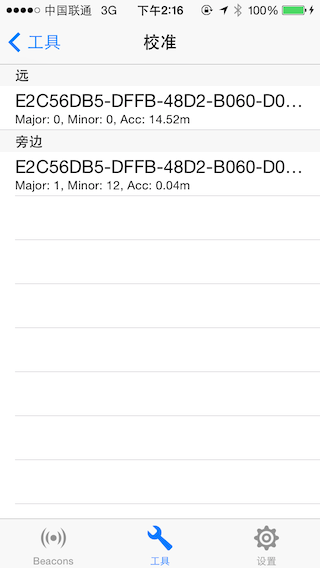 中国联通 3G 下午2:16 100%
工具 校准
远
E2C56DB5-DFFB-48D2-B060-D0...
Major: 0, Minor: 0, Acc: 14.52m
旁边
E2C56DB5-DFFB-48D2-B060-D0...
Major: 1, Minor: 12, Acc: 0.04m
Beacons 工具 设置